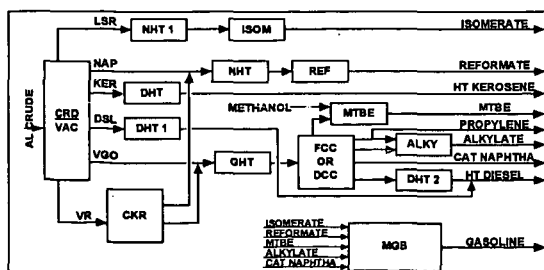 LSR
NHT 1
ISOM
ISOMERATE
NAP
NHT
REF
REFORMATE
KER
DHT
HT KEROSENE
AL CRUDE
CRD
VAC
METHANOL
MTBE
MTBE
DSL
DHT 1
PROPYLENE
FCC
OR
DCC
ALKY
ALKYLATE
VGO
GHT
CAT NAPHTHA
DHT 2
HT DIESEL
VR
CKR
ISOMERATE
REFORMATE
MTBE
ALKYLATE
CAT NAPHTHA
MGB
GASOLINE